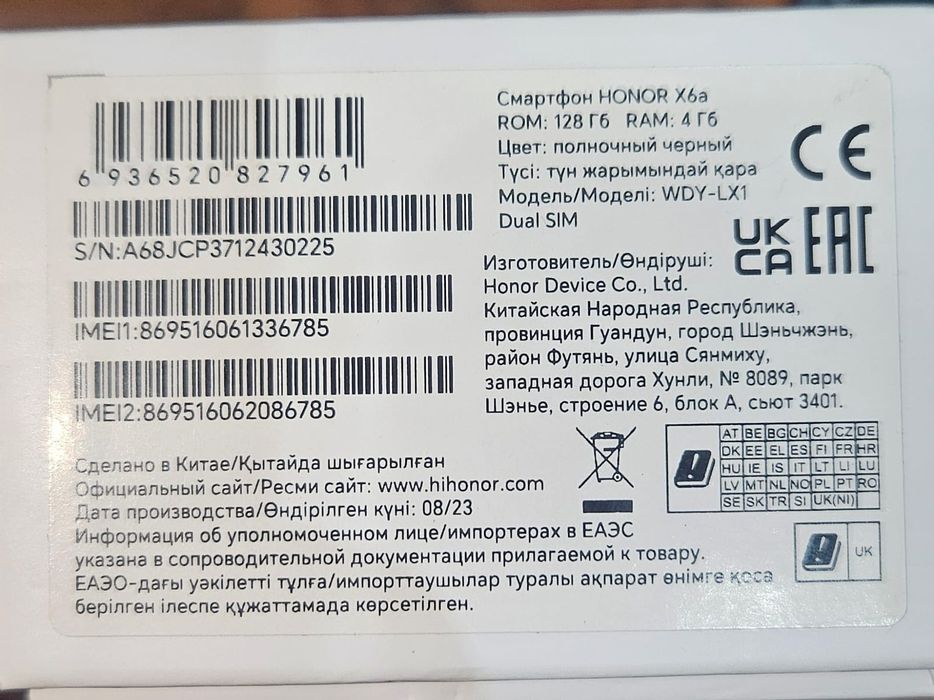 6 936520 827961
S/N:A68JCP3712430225
IMEI1:869516061336785
IMEI2:869516062086785
Смартфон HONOR X6a
ROM: 128 Гб RAM: 4 Гб
Цвет: полночный черный
Түсі: түн жарымындай қара
Модель/Моделі: WDY-LX1
Dual SIM
CE
UK
CA
EAC
Изготовитель/Өндіруші:
Honor Device Co., Ltd.
Китайская Народная Республика,
провинция Гуандун, город Шэньчжэнь,
район Футянь, улица Сянмиху,
западная дорога Хунли, № 8089, парк
Шэнье, строение 6, блок A, сьют 3401.
Сделано в Китае/Қытайда шығарылған
Официальный сайт/Ресми сайт: www.hihonor.com
Дата производства/Өндірілген күні: 08/23
Информация об уполномоченном лице/импортерах в ЕАЭС
указана в сопроводительной документации прилагаемой к товару.
ЕАЭО-дағы уәкілетті тұлға/импорттаушылар туралы ақпарат өнімге қоса
берілген ілеспе құжаттамада көрсетілген.
AT BE BG CH CY CZ DE
DK EE EL ES FI FR HR
HU IE IS IT LT LI LU
LV MT NL NO PL PT RO
SE SK TR SI UK(NI)
UK